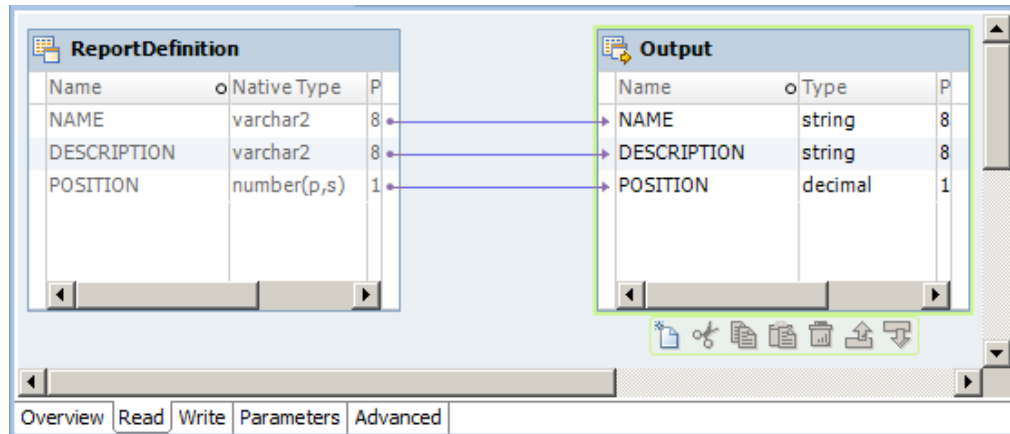 ReportDefinition
Name Native Type P
NAME varchar2 8
DESCRIPTION varchar2 8
POSITION number(p,s) 1
Output
Name Type P
NAME string 8
DESCRIPTION string 8
POSITION decimal 1
Overview Read Write Parameters Advanced